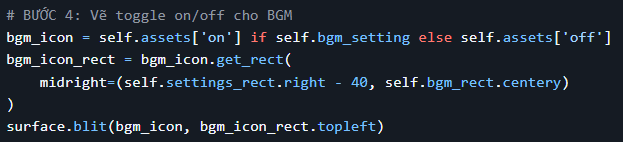 # BƯỚC 4: Vẽ toggle on/off cho BGM
bgm_icon = self.assets['on'] if self.bgm_setting else self.assets['off']
bgm_icon_rect = bgm_icon.get_rect(
    midright=(self.settings_rect.right - 40, self.bgm_rect.centery)
)
surface.blit(bgm_icon, bgm_icon_rect.topleft)